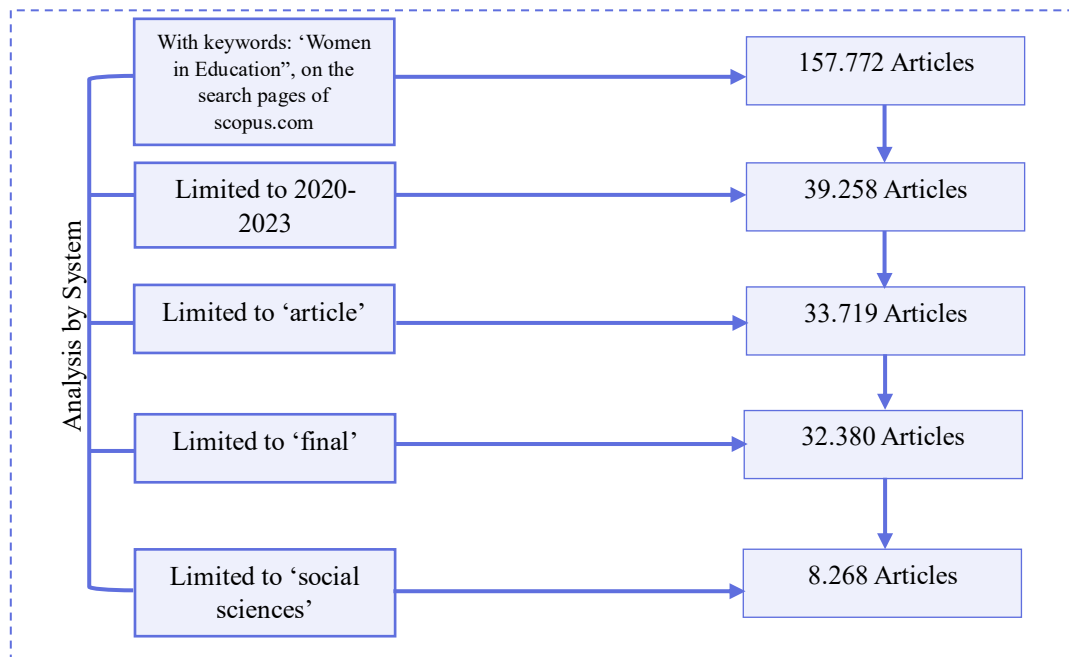 With keywords: ‘Women
in Education”, on the
search pages of
scopus.com
157.772 Articles
Limited to 2020-
2023
39.258 Articles
Analysis by System
Limited to ‘article’
33.719 Articles
Limited to ‘final’
32.380 Articles
Limited to ‘social
sciences’
8.268 Articles